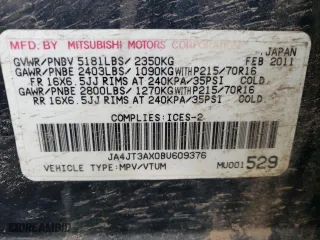 MFD BY MITSUBISHI MOTORS CORPORATION JAPAN
GVWR/PNBV 5181LBS/2350KG FEB 2011
GAWR/PNBE 2403LBS/1090KG WITH P215/70R16
FR 16X6.5JJ RIMS AT 240KPA/35PSI COLD.
GAWR/PNBE 2800LBS/1270KG WITH P215/70R16
RR 16X6.5JJ RIMS AT 240KPA/35PSI COLD.
COMPLIES: ICES-2
JA4JT3AX0BU609376
VEHICLE TYPE: MPV/VTUM MU001529